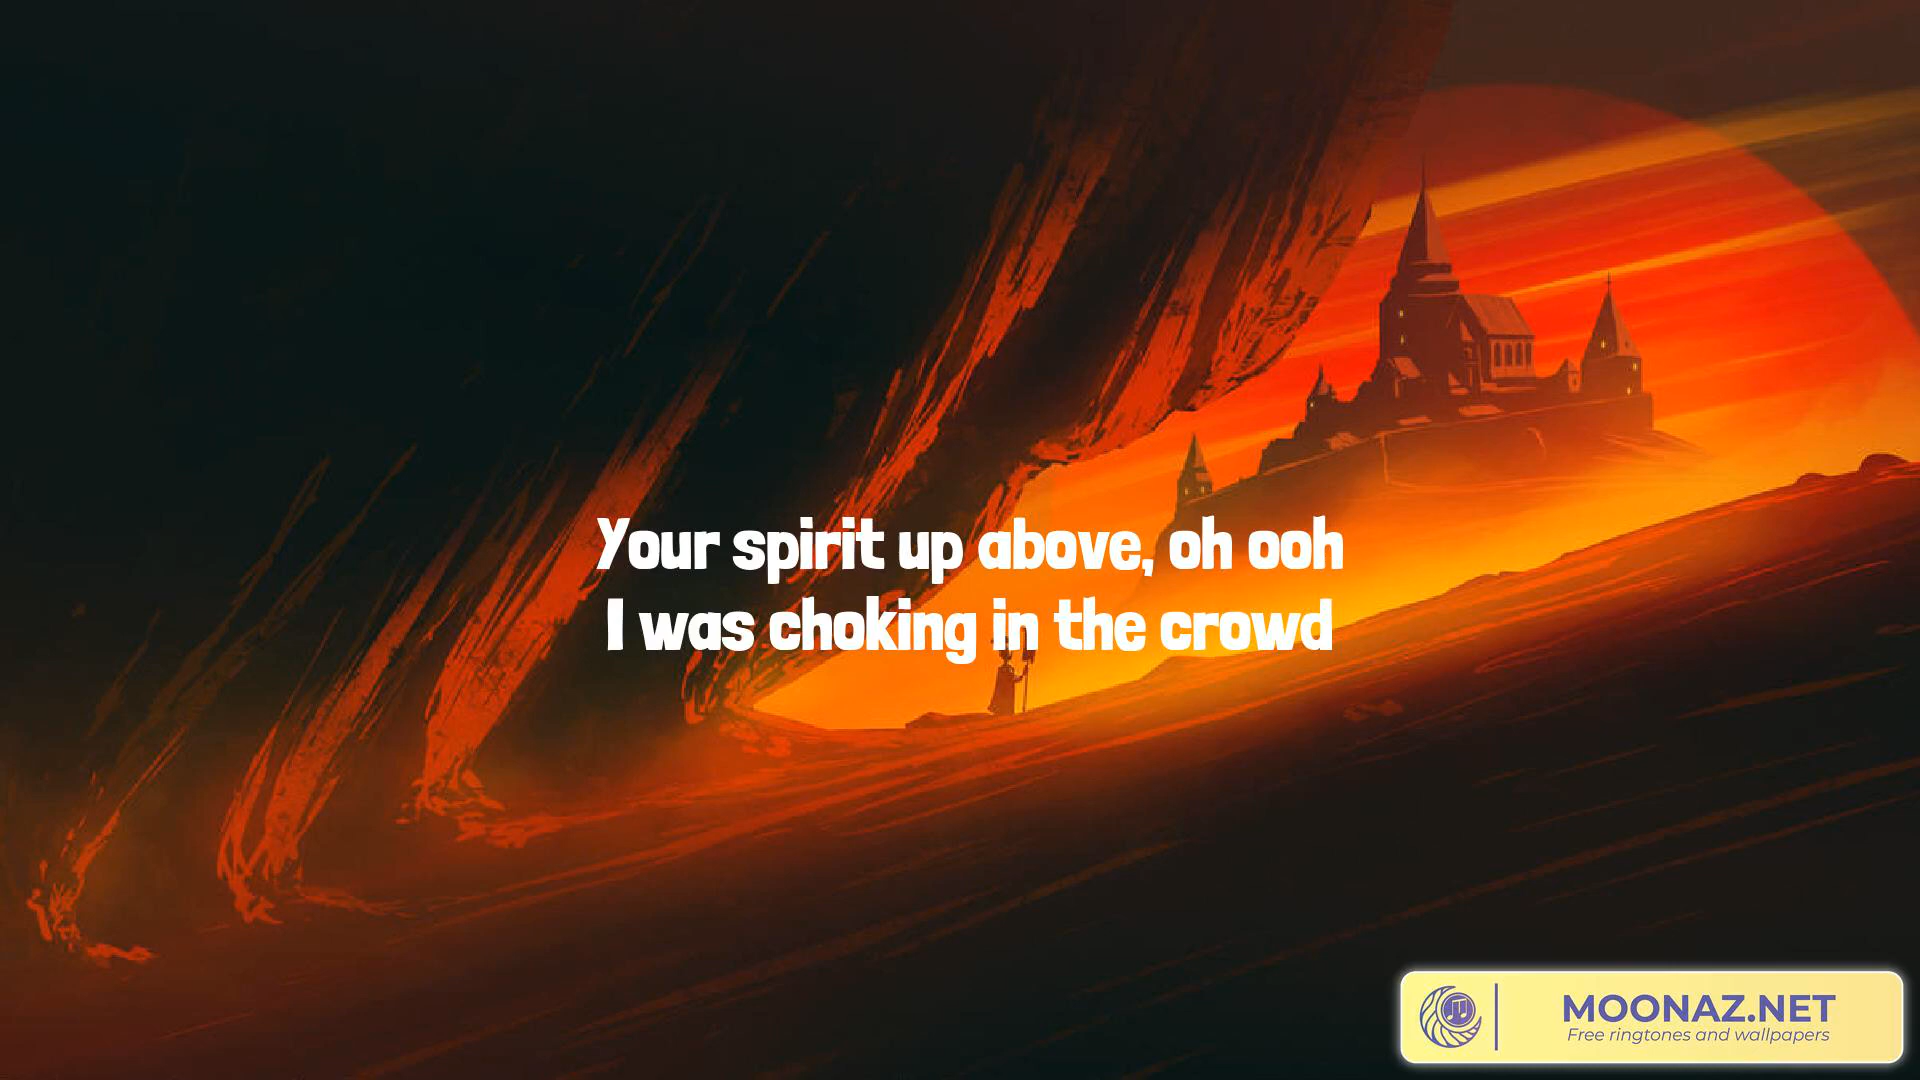 Your spirit up above, oh ooh
I was choking in the crowd
MOONAZ.NET
Free ringtones and wallpapers